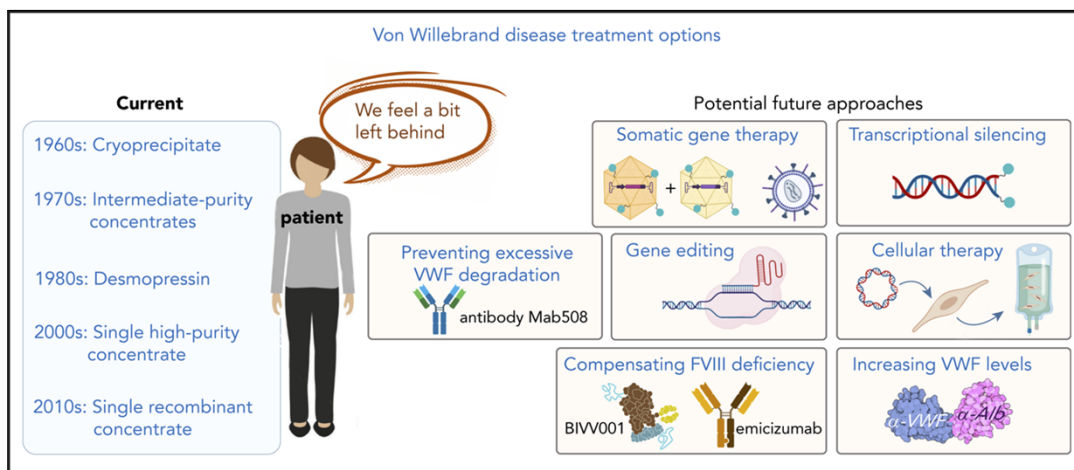 Von Willebrand disease treatment options
Current
1960s: Cryoprecipitate
1970s: Intermediate-purity
concentrates
1980s: Desmopressin
2000s: Single high-purity
concentrate
2010s: Single recombinant
concentrate
We feel a bit
left behind
patient
Potential future approaches
Somatic gene therapy
+
Transcriptional silencing
Preventing excessive
VWF degradation
antibody Mab508
Gene editing
Cellular therapy
Compensating FVIII deficiency
BIVV001
emicizumab
Increasing VWF levels
α-VWF
α-Alb